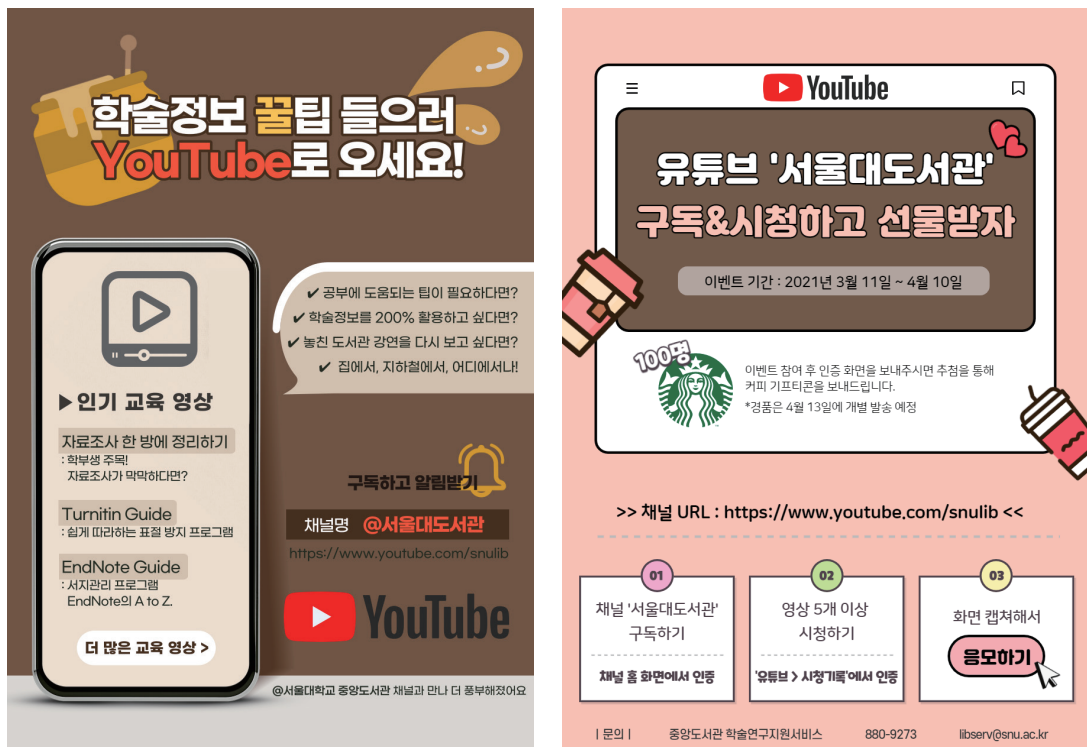 학술정보 꿀팁 들으러
YouTube로 오세요!
✔ 공부에 도움되는 팁이 필요하다면?
✔ 학술정보를 200% 활용하고 싶다면?
✔ 놓친 도서관 강연을 다시 보고 싶다면?
✔ 집에서, 지하철에서, 어디에서나!
▶인기 교육 영상
자료조사 한 방에 정리하기
: 학부생 주목!
자료조사가 막막하다면?
Turnitin Guide
: 쉽게 따라하는 표절 방지 프로그램
EndNote Guide
: 서지관리 프로그램
EndNote의 A to Z.
더 많은 교육 영상 >
구독하고 알림받기
채널명 @서울대도서관
https://www.youtube.com/snulib
YouTube
@서울대학교 중앙도서관 채널과 만나 더 풍부해졌어요
YouTube
유튜브 '서울대도서관'
구독&시청하고 선물받자
이벤트 기간 : 2021년 3월 11일 ~ 4월 10일
100명
이벤트 참여 후 인증 화면을 보내주시면 추첨을 통해
커피 기프티콘을 보내드립니다.
*경품은 4월 13일에 개별 발송 예정
>> 채널 URL : https://www.youtube.com/snulib <<
01
채널 '서울대도서관'
구독하기
채널 홈 화면에서 인증
02
영상 5개 이상
시청하기
'유튜브 > 시청기록'에서 인증
03
화면 캡쳐해서
응모하기
| 문의 | 중앙도서관 학술연구지원서비스 880-9273 libserv@snu.ac.kr